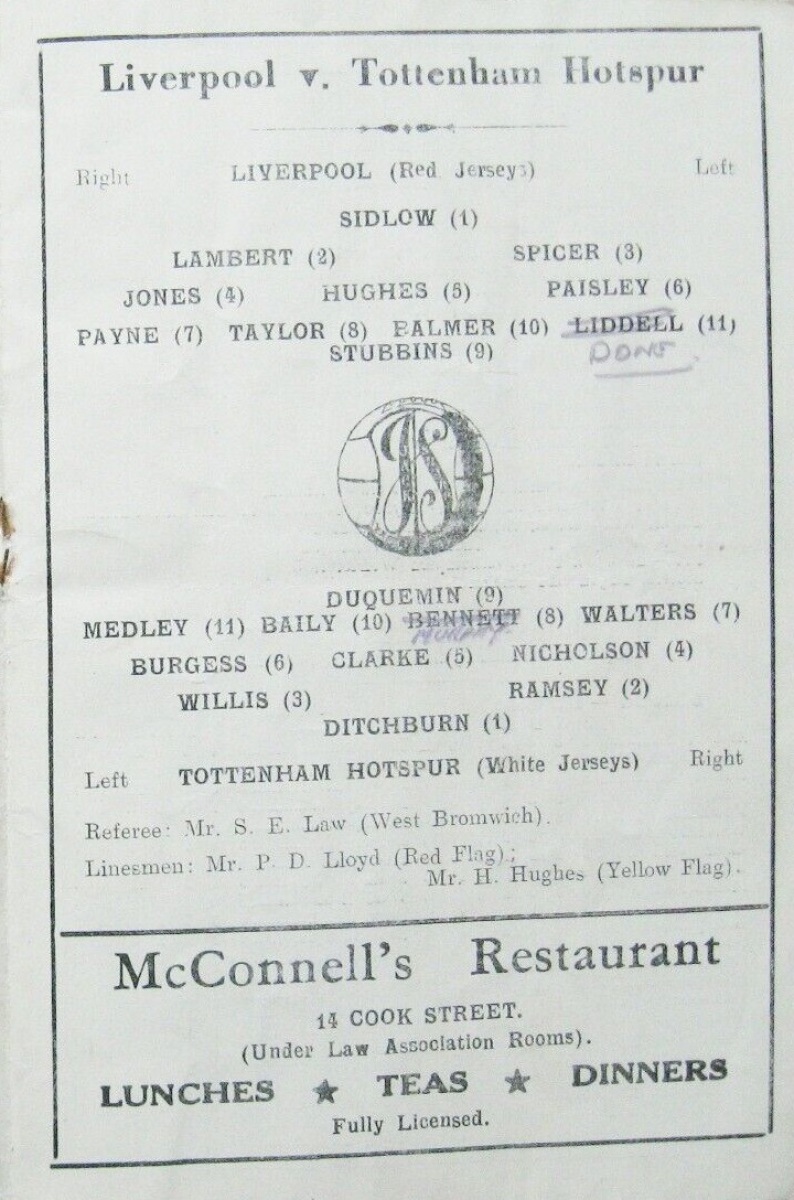 Liverpool v. Tottenham Hotspur
Right LIVERPOOL (Red Jerseys) Left
SIDLOW (1)
LAMBERT (2) SPICER (3)
JONES (4) HUGHES (5) PAISLEY (6)
PAYNE (7) TAYLOR (8) BALMER (10) LIDDELL (11)
STUBBINS (9) DONE
DUQUEMIN (9)
MEDLEY (11) BAILY (10) BENNETT (8) WALTERS (7)
MURPHY
BURGESS (6) CLARKE (5) NICHOLSON (4)
WILLIS (3) RAMSEY (2)
DITCHBURN (1)
Left TOTTENHAM HOTSPUR (White Jerseys) Right
Referee: Mr. S. E. Law (West Bromwich).
Linesmen: Mr. P. D. Lloyd (Red Flag);
Mr. H. Hughes (Yellow Flag).
McConnell's Restaurant
14 COOK STREET.
(Under Law Association Rooms).
LUNCHES ★ TEAS ★ DINNERS
Fully Licensed.